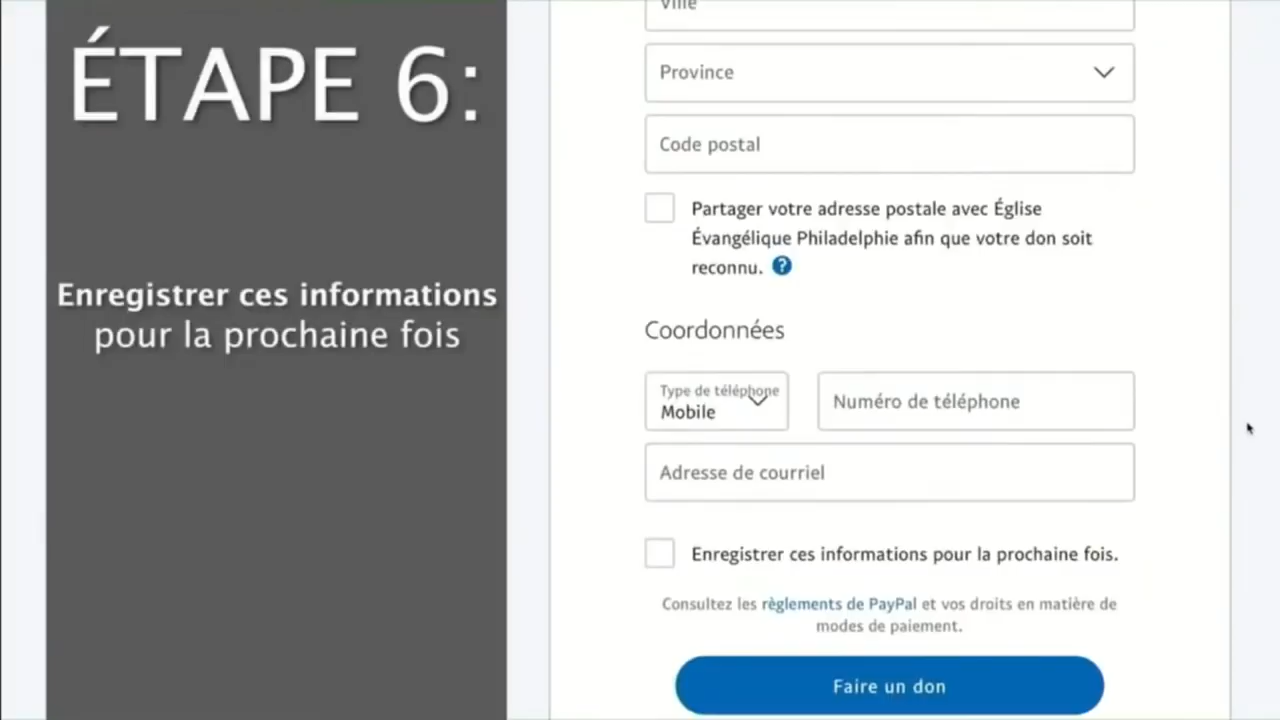 ÉTAPE 6:
Enregistrer ces informations
pour la prochaine fois
Ville
Province
Code postal
Partager votre adresse postale avec Église
Évangélique Philadelphie afin que votre don soit
reconnu. ?
Coordonnées
Type de téléphone
Mobile
Numéro de téléphone
Adresse de courriel
Enregistrer ces informations pour la prochaine fois.
Consultez les règlements de PayPal et vos droits en matière de
modes de paiement.
Faire un don